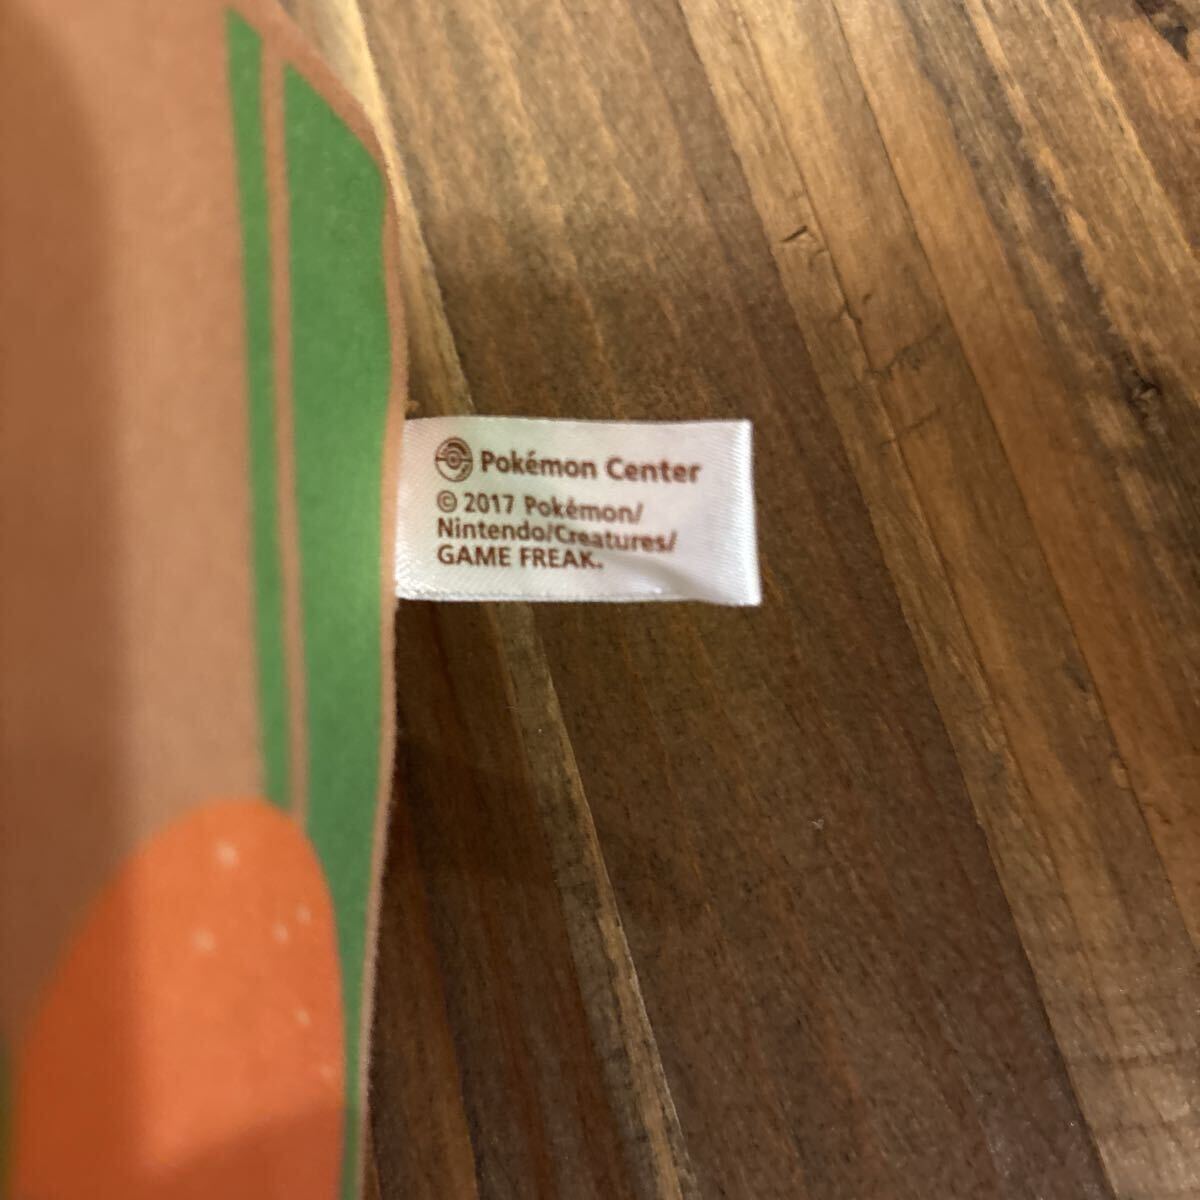 Pokémon Center
© 2017 Pokémon/
Nintendo/Creatures/
GAME FREAK.